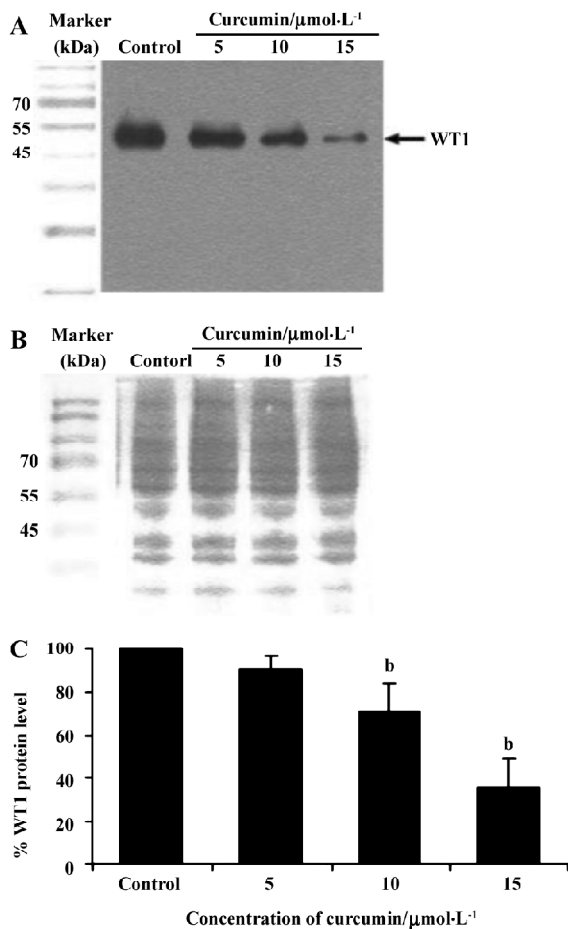 A
Marker
(kDa)
Control
Curcumin/μmol·L⁻¹
5 10 15
70
55
45
WT1
B
Marker
(kDa)
Contorl
Curcumin/μmol·L⁻¹
5 10 15
70
55
45
C
% WT1 protein level
100
80
60
40
20
0
b
b
Control 5 10 15
Concentration of curcumin/μmol·L⁻¹